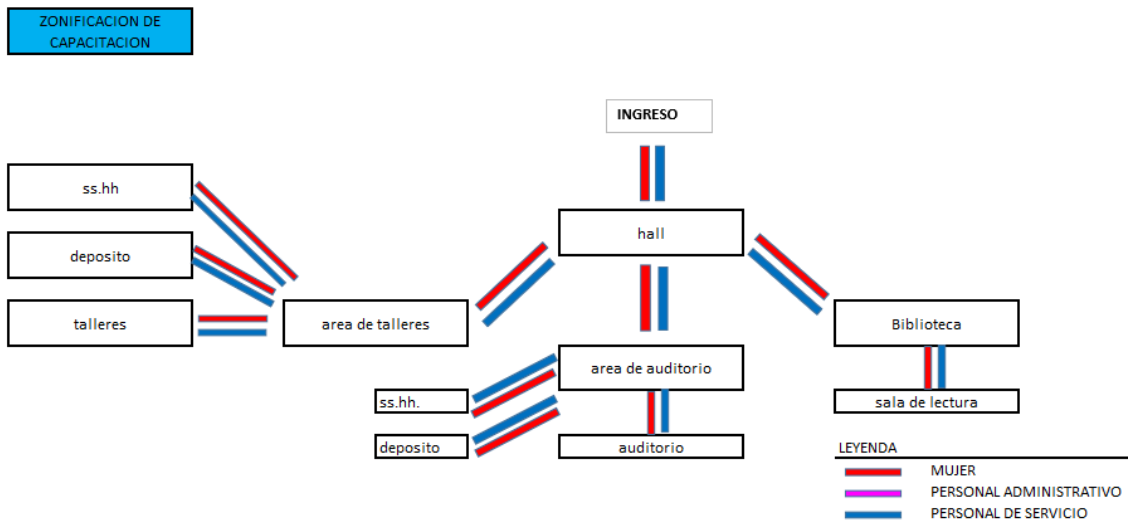 ZONIFICACION DE
CAPACITACION
INGRESO
ss.hh
hall
deposito
talleres
area de talleres
Biblioteca
area de auditorio
ss.hh.
sala de lectura
deposito
auditorio
LEYENDA
MUJER
PERSONAL ADMINISTRATIVO
PERSONAL DE SERVICIO